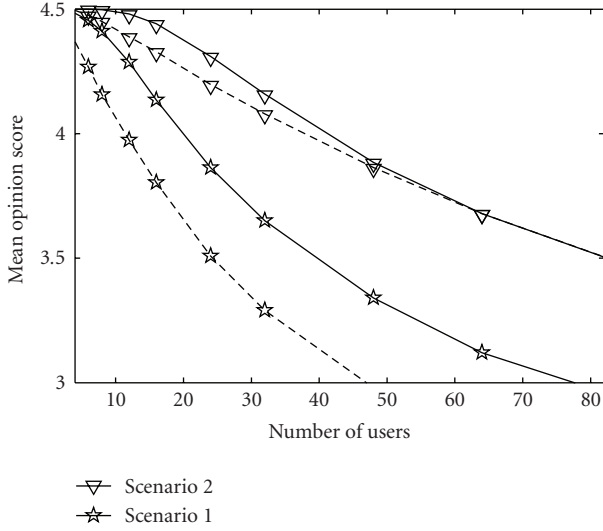 4.5
4
3.5
3
Mean opinion score
10 20 30 40 50 60 70 80
Number of users
Scenario 2
Scenario 1